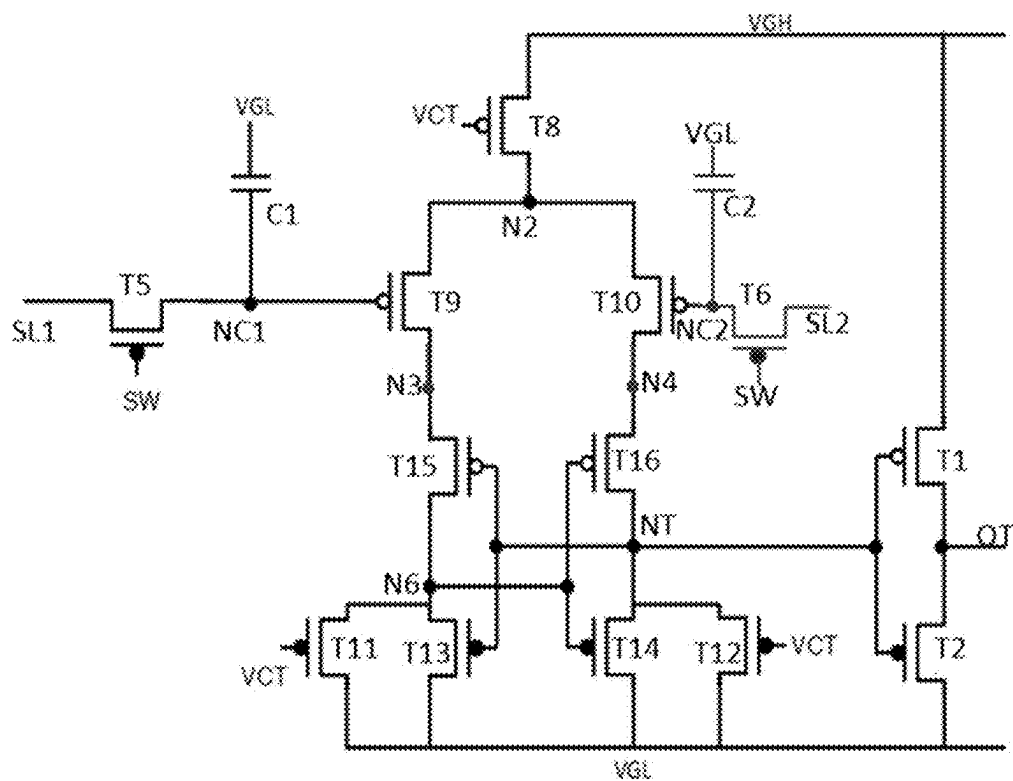 VGH
VGL
VCT
T8
VGL
C1
N2
C2
T5
T9
T10
T6
SL1
NC1
NC2
SL2
SW
N3
N4
SW
T15
T16
T1
NT
OT
N6
T11
T13
T14
T12
VCT
T2
VCT
VGL